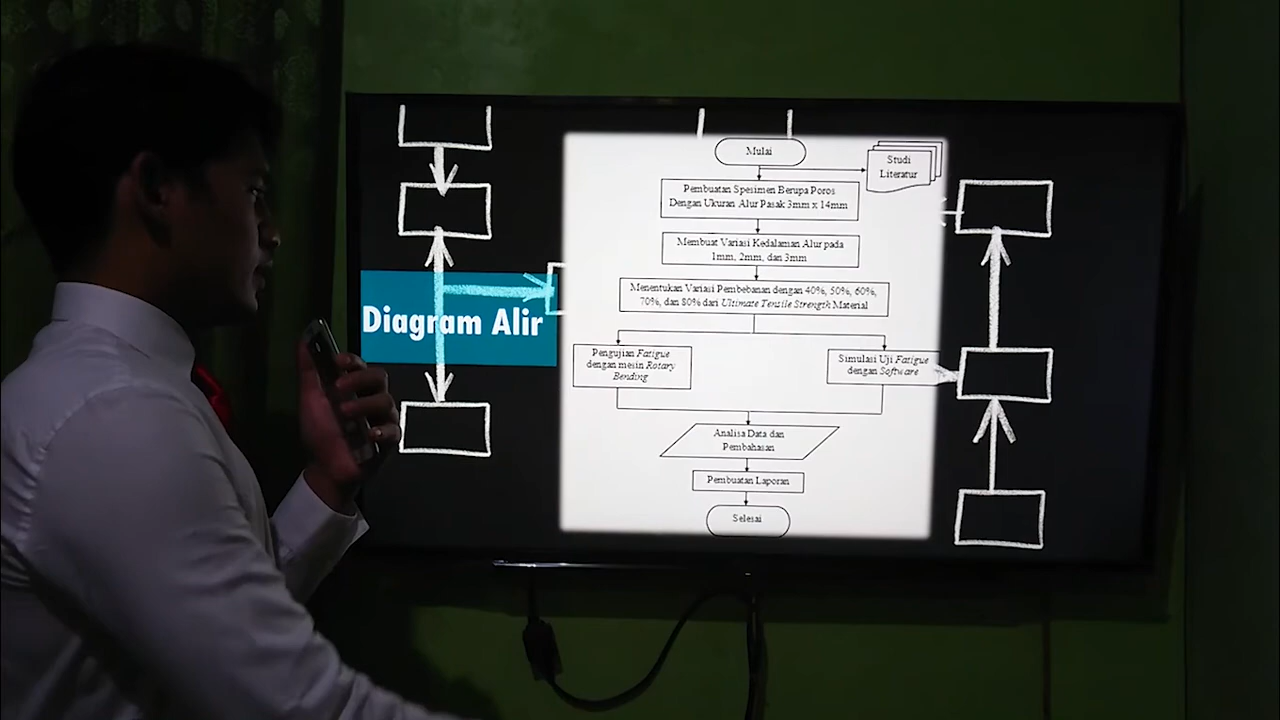 Diagram Alir
Mulai
Studi
Literatur
Pembuatan Spesimen Berupa Poros
Dengan Ukuran Alur Pasak 3mm x 14mm
Membuat Variasi Kedalaman Alur pada
1mm, 2mm, dan 3mm
Menentukan Variasi Pembebanan dengan 40%, 50%, 60%,
70%, dan 80% dari Ultimate Tensile Strength Material
Pengujian Fatigue
dengan mesin Rotary
Bending
Simulasi Uji Fatigue
dengan Software
Analisa Data dan
Pembahasan
Pembuatan Laporan
Selesai